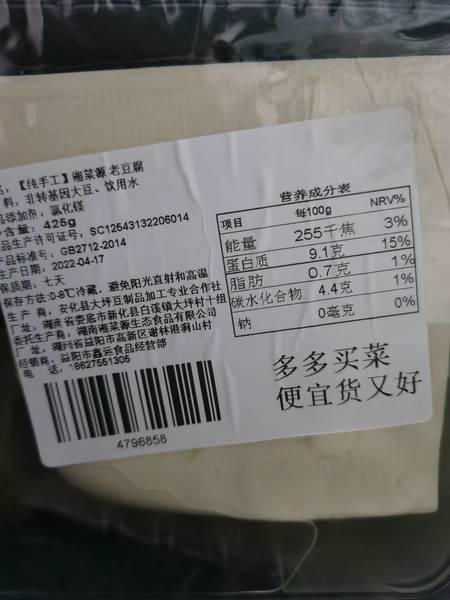 名：【纯手工】湘菜源 老豆腐
料：非转基因大豆、饮用水
品添加剂：氯化镁
含量：425g
品生产许可证号：SC12543132206014
产品标准号：GB2712-2014
生产日期：2022-04-17
保质期：七天
保存方法:0-8℃冷藏，避免阳光直射和高温
生产商：安化县大坪豆制品加工专业合作社
厂址：湖南省娄底市新化县白溪镇大坪村十组
委托生产商：湖南湘菜源生态食品有限公司
厂址：湖南省益阳市高新区谢林港洞山村
经销商：益阳市鑫运食品经营部
电话：18627551305
4796858
营养成分表
项目 每100g NRV%
能量 255千焦 3%
蛋白质 9.1克 15%
脂肪 0.7克 1%
碳水化合物 4.4克 1%
钠 0毫克 0%
多多买菜
便宜货又好